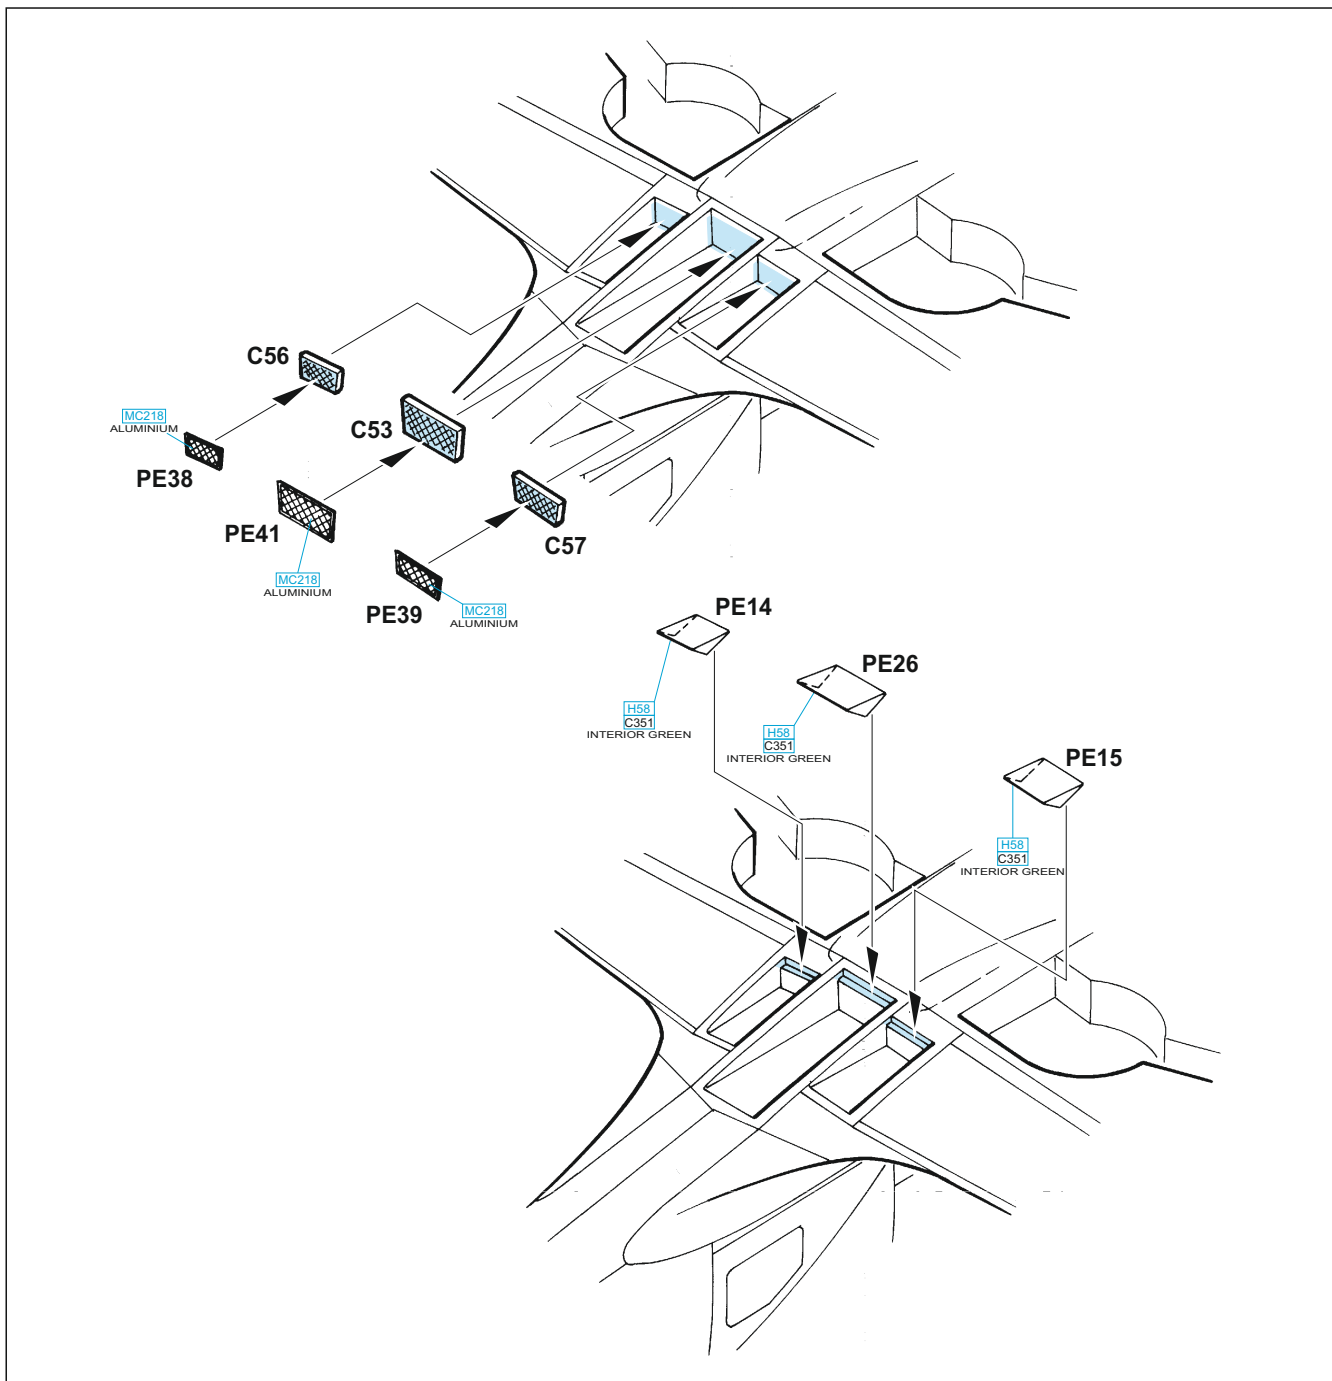 C56
MC218
ALUMINIUM
PE38
C53
PE41
MC218
ALUMINIUM
C57
PE39
MC218
ALUMINIUM
PE14
H58
C351
INTERIOR GREEN
PE26
H58
C351
INTERIOR GREEN
PE15
H58
C351
INTERIOR GREEN